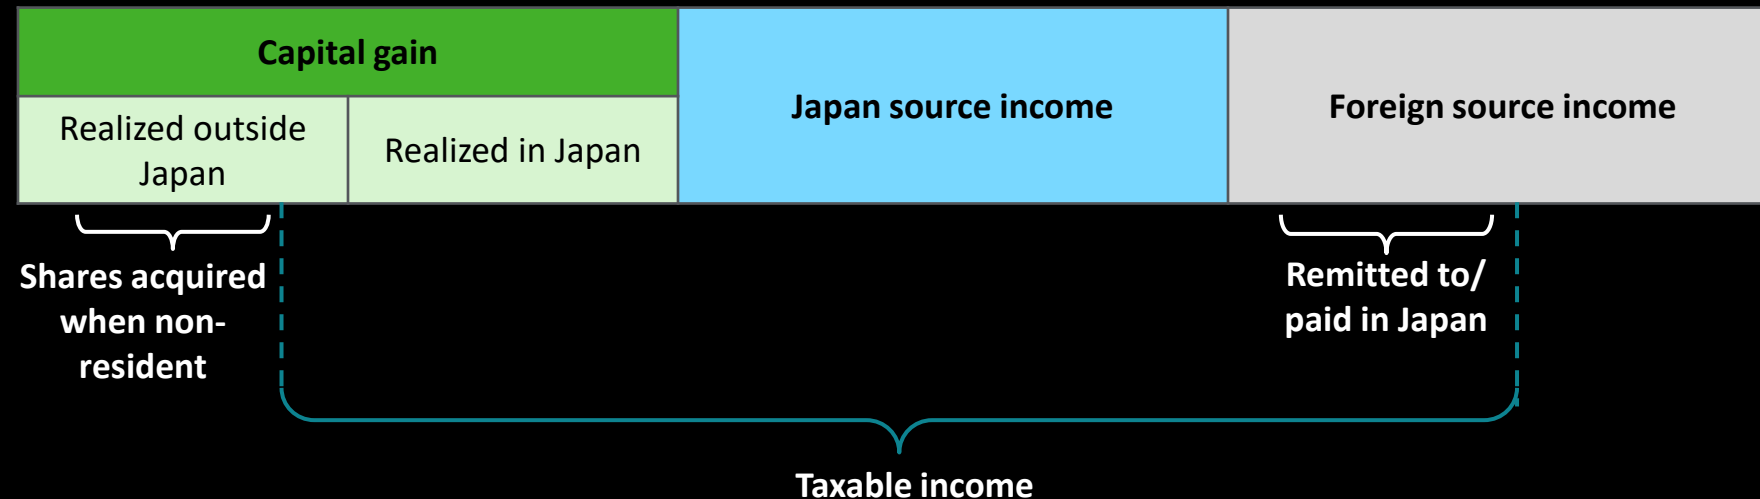 Capital gain
Realized outside
Japan
Realized in Japan
Japan source income
Foreign source income
Shares acquired
when non-
resident
Remitted to/
paid in Japan
Taxable income